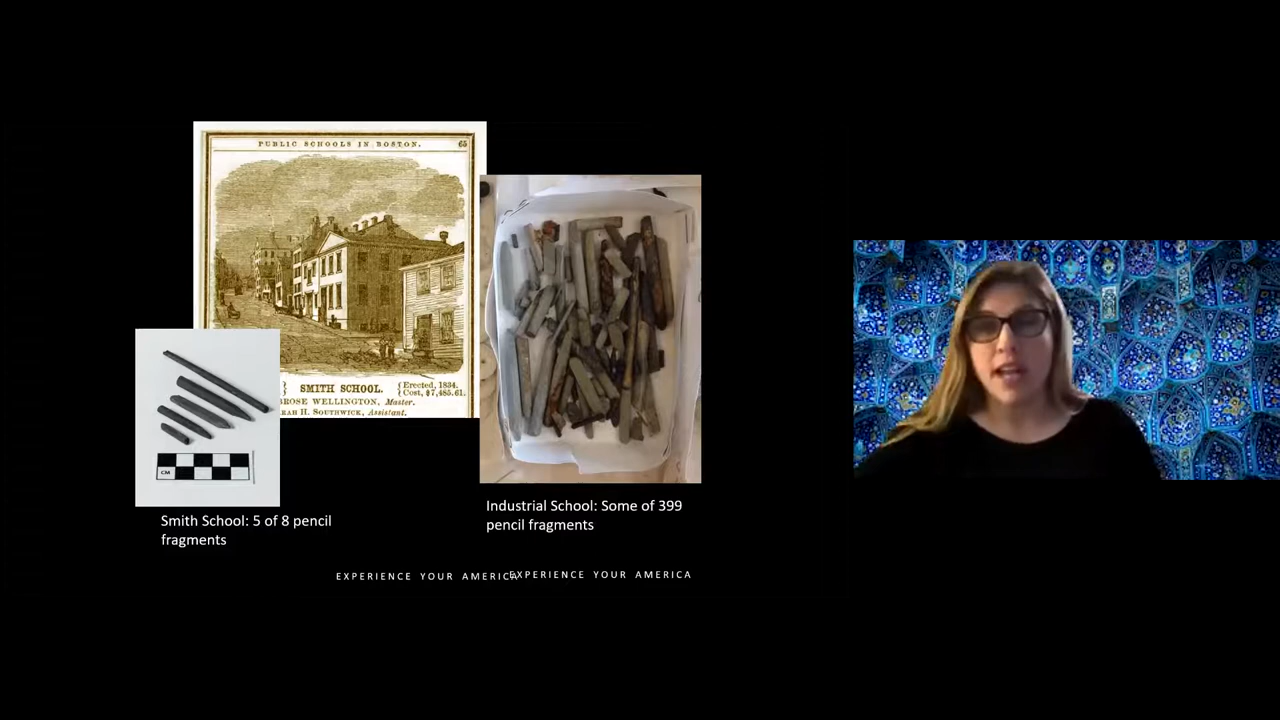 PUBLIC SCHOOLS IN BOSTON. 65
} SMITH SCHOOL. { Erected, 1834.
Cost, $7,485.61.
BROSE WELLINGTON, Master.
RAH H. SOUTHWICK, Assistant.
CM
Smith School: 5 of 8 pencil
fragments
Industrial School: Some of 399
pencil fragments
EXPERIENCE YOUR AMERICA
EXPERIENCE YOUR AMERICA